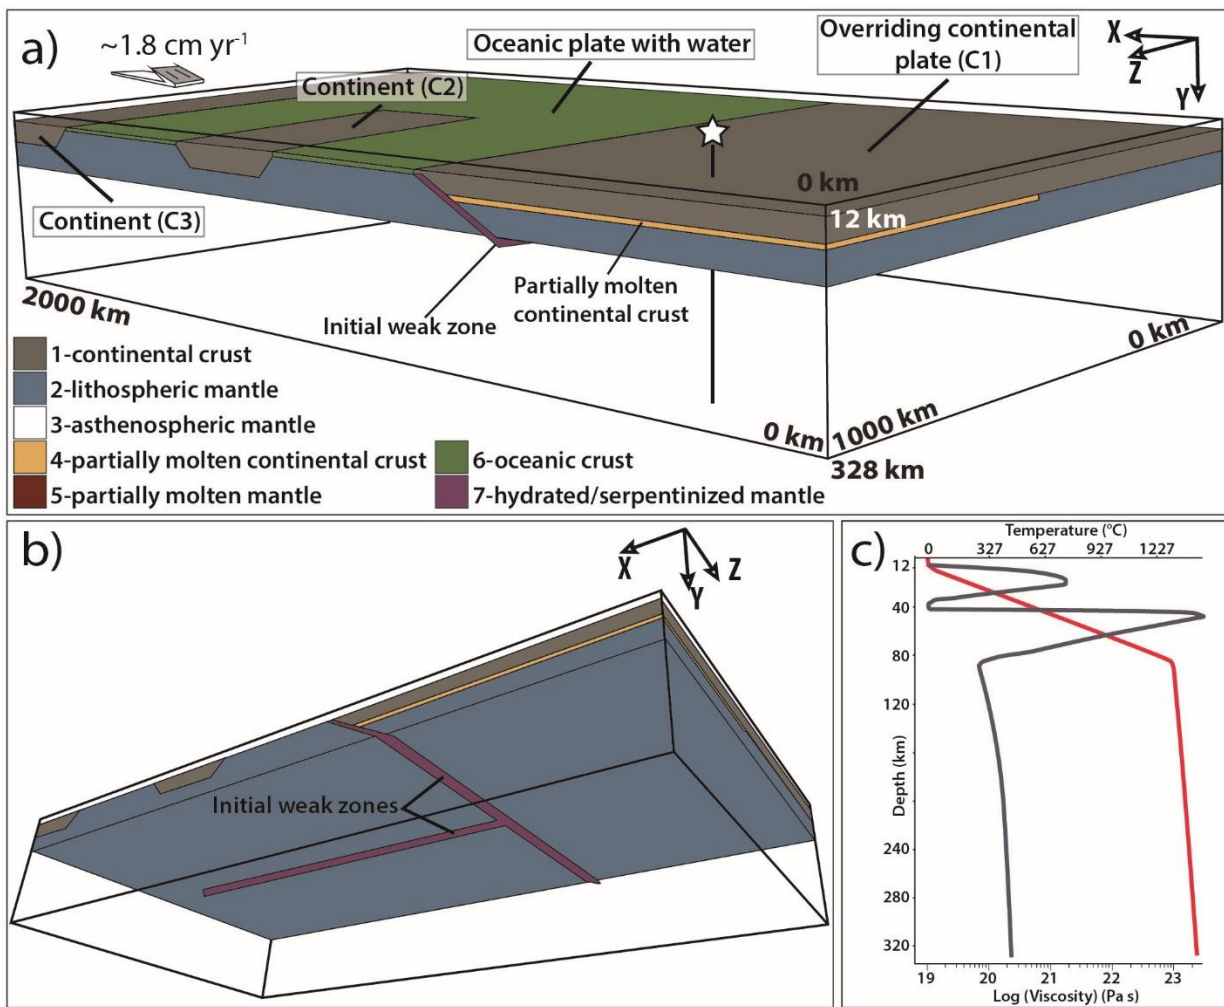 a)
~1.8 cm yr⁻¹
Oceanic plate with water
Overriding continental
plate (C1)
X
Z
Y
Continent (C2)
0 km
12 km
Continent (C3)
Partially molten
continental crust
2000 km
Initial weak zone
0 km
1-continental crust
2-lithospheric mantle
3-asthenospheric mantle
0 km
1000 km
328 km
4-partially molten continental crust
6-oceanic crust
5-partially molten mantle
7-hydrated/serpentinized mantle
b)
X
Y
Z
Initial weak zones
c)
Temperature (°C)
0 327 627 927 1227
12
40
80
120
Depth (km)
240
280
320
19 20 21 22 23
Log (Viscosity) (Pa s)